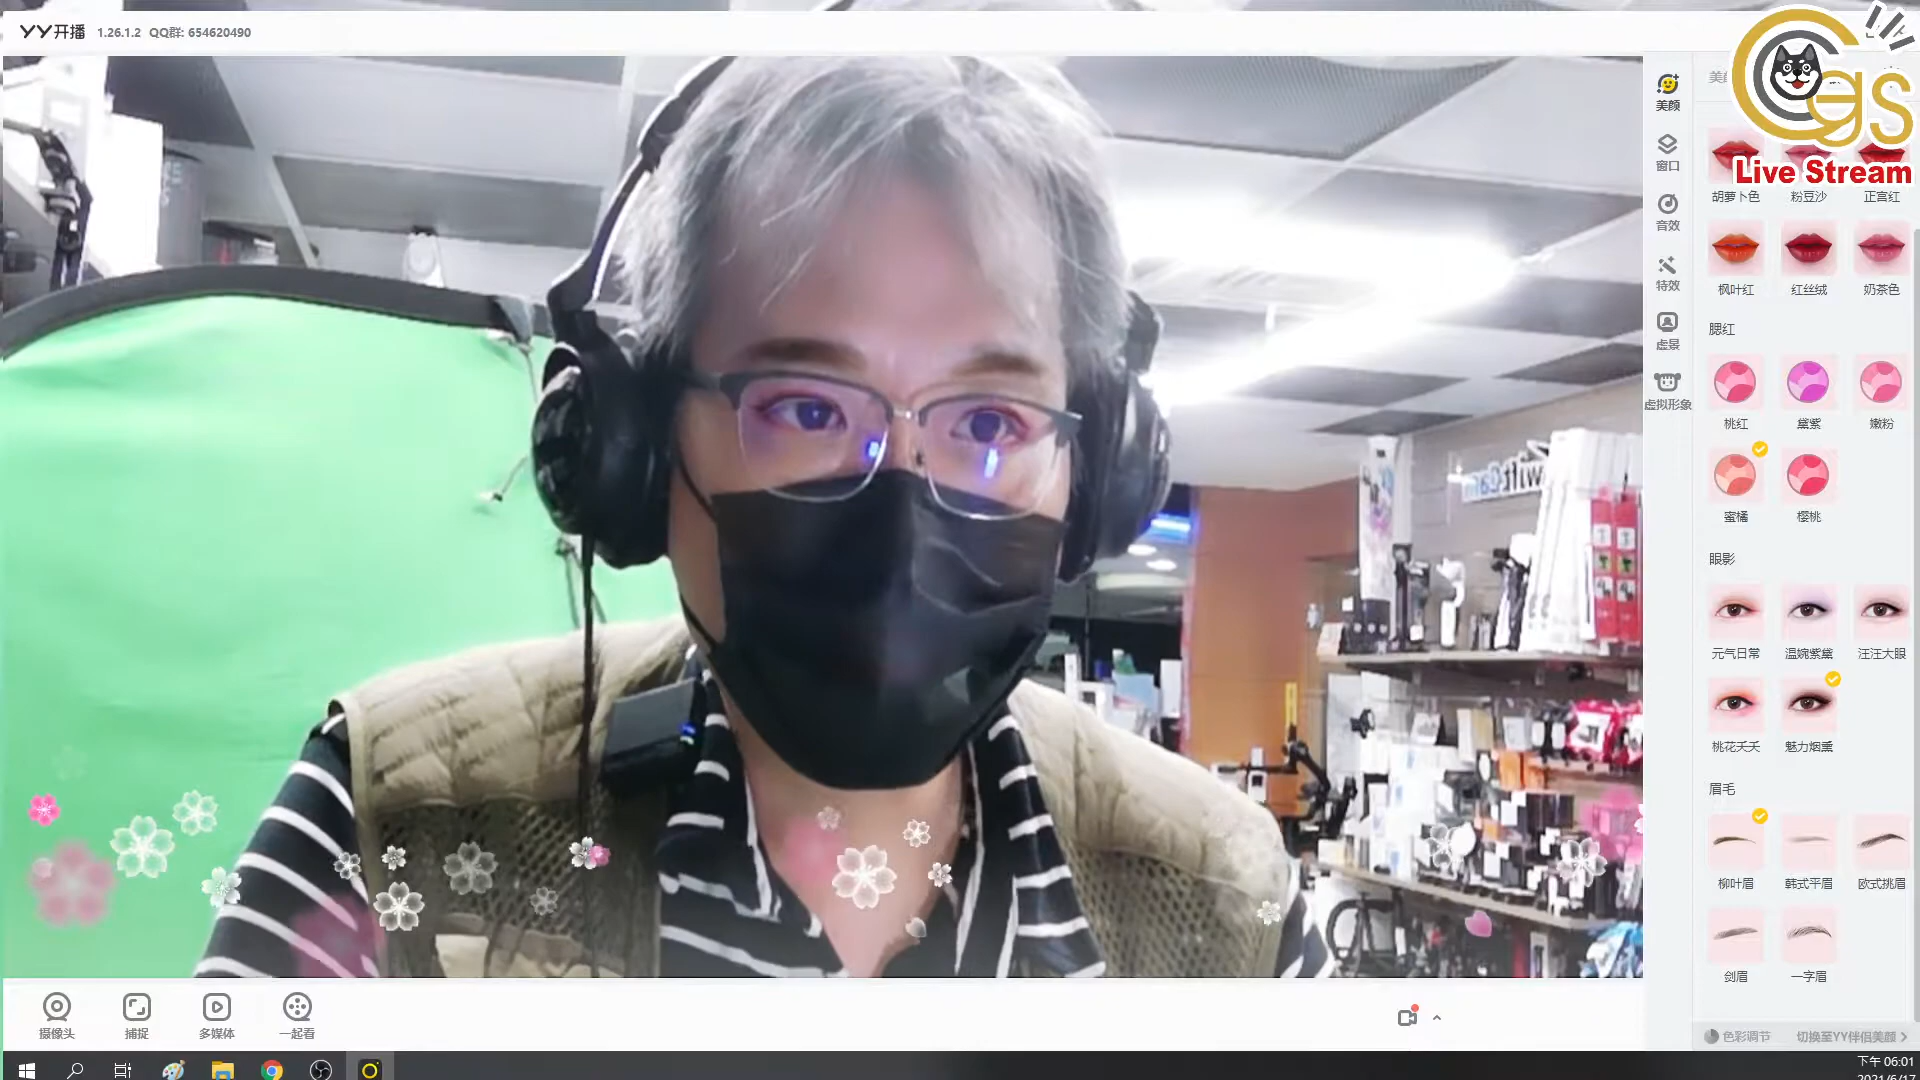 YY开播 1.26.1.2 QQ群: 654620490
Cgs
Live Stream
美颜
窗口
音效
特效
虚景
虚拟形象
胡萝卜色 粉豆沙 正宫红
枫叶红 红丝绒 奶茶色
腮红
桃红 黛紫 嫩粉
蜜橘 樱桃
眼影
元气日常 温婉紫黛 汪汪大眼
桃花夭夭 魅力烟熏
眉毛
柳叶眉 韩式平眉 欧式挑眉
剑眉 一字眉
色彩调节 切换至YY伴侣美颜
摄像头 捕捉 多媒体 一起看
下午 06:01
2021/6/17